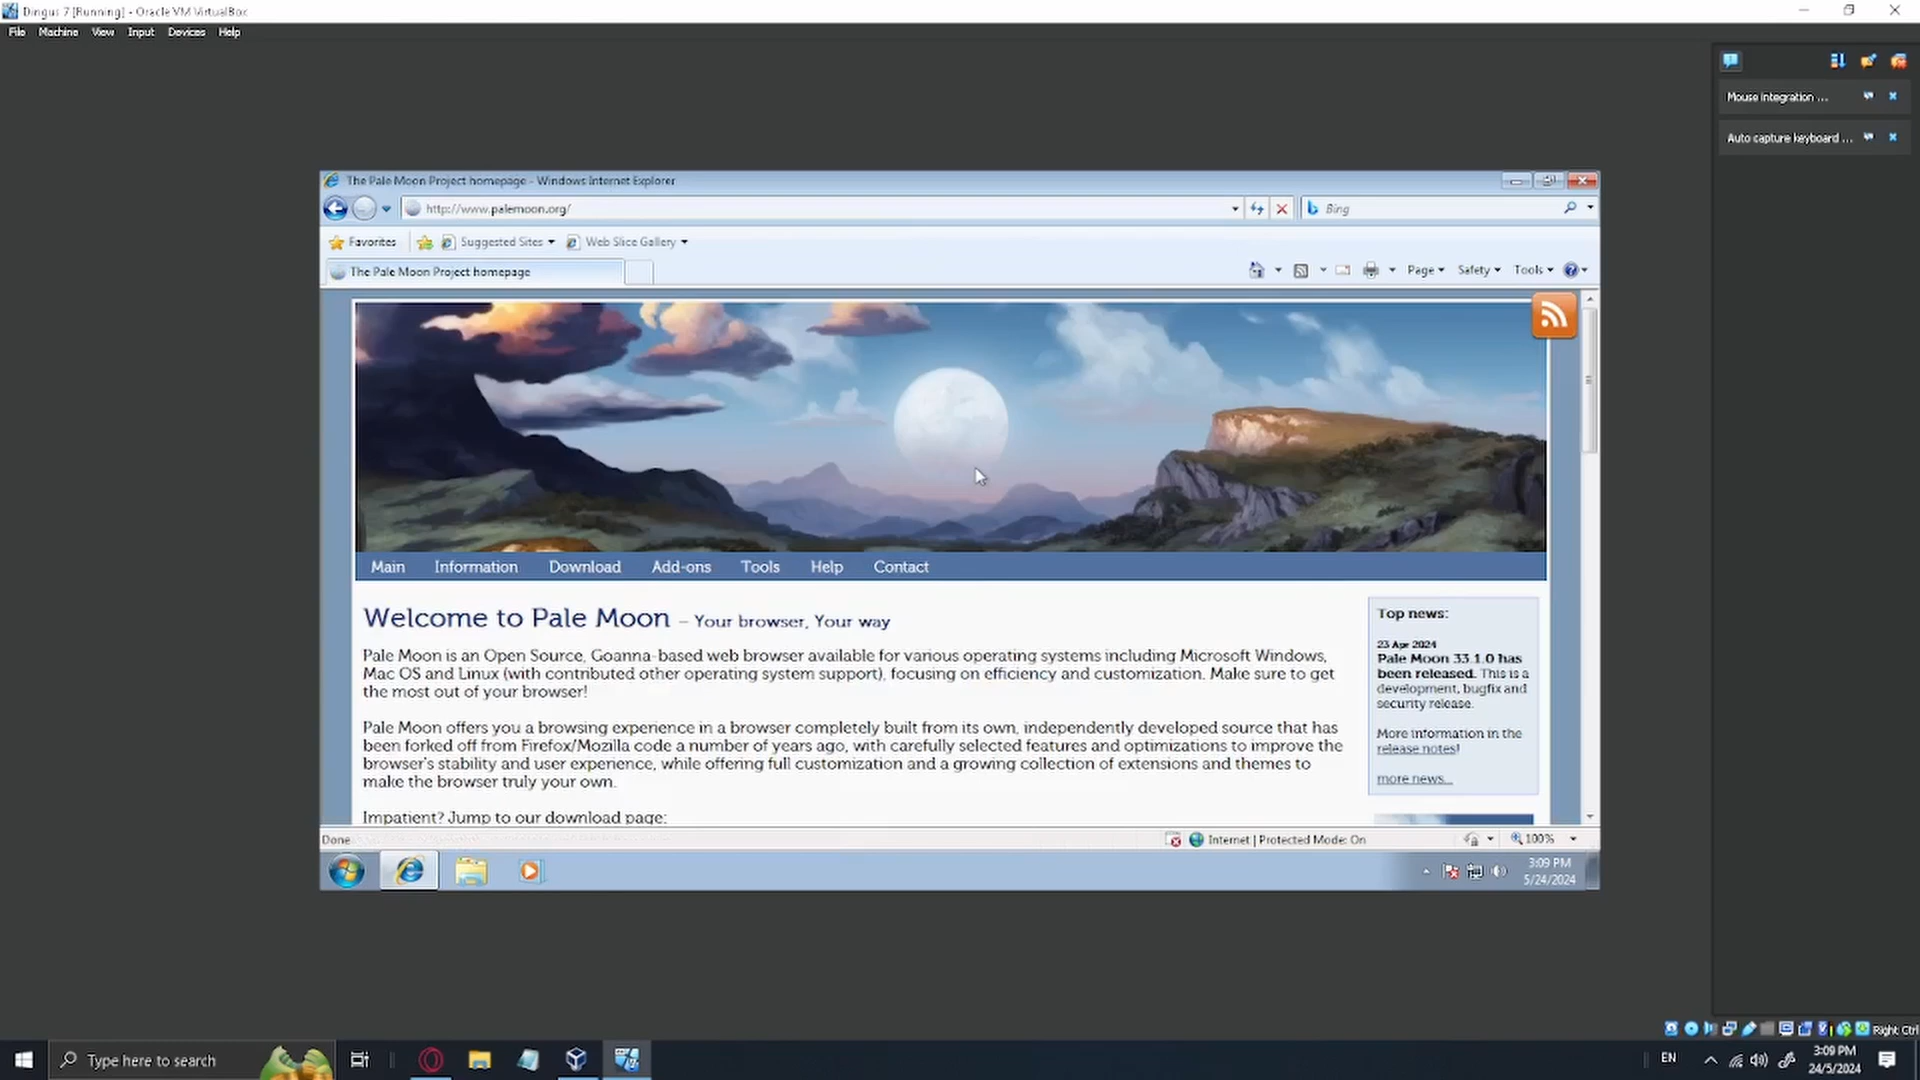 Dingus 7 [Running] - Oracle VM VirtualBox
File Machine View Input Devices Help
Mouse integration ...
Auto capture keyboard ...
The Pale Moon Project homepage - Windows Internet Explorer
http://www.palemoon.org/
Bing
Favorites Suggested Sites Web Slice Gallery
The Pale Moon Project homepage
Page Safety Tools
Main Information Download Add-ons Tools Help Contact
Welcome to Pale Moon – Your browser, Your way
Pale Moon is an Open Source, Goanna-based web browser available for various operating systems including Microsoft Windows,
Mac OS and Linux (with contributed other operating system support), focusing on efficiency and customization. Make sure to get
the most out of your browser!
Pale Moon offers you a browsing experience in a browser completely built from its own, independently developed source that has
been forked off from Firefox/Mozilla code a number of years ago, with carefully selected features and optimizations to improve the
browser's stability and user experience, while offering full customization and a growing collection of extensions and themes to
make the browser truly your own.
Impatient? Jump to our download page:
Top news:
23 Apr 2024
Pale Moon 33.1.0 has
been released. This is a
development, bugfix and
security release.
More information in the
release notes!
more news...
Done
Internet | Protected Mode: On
100%
3:09 PM
5/24/2024
Right Ctrl
Type here to search
EN
3:09 PM
24/5/2024